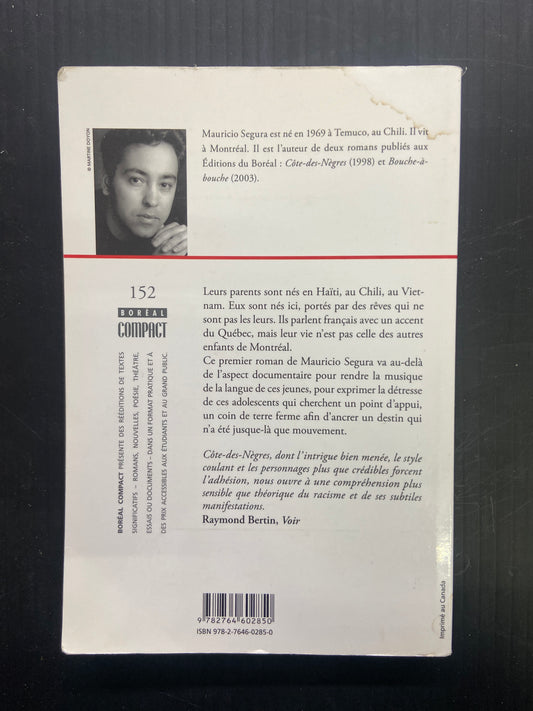 © MARTINE DOYON
Mauricio Segura est né en 1969 à Temuco, au Chili. Il vit
à Montréal. Il est l'auteur de deux romans publiés aux
Éditions du Boréal : Côte-des-Nègres (1998) et Bouche-à-
bouche (2003).
152
BORÉAL
COMPACT
BORÉAL COMPACT PRÉSENTE DES RÉÉDITIONS DE TEXTES
SIGNIFICATIFS – ROMANS, NOUVELLES, POÉSIE, THÉÂTRE,
ESSAIS OU DOCUMENTS – DANS UN FORMAT PRATIQUE ET À
DES PRIX ACCESSIBLES AUX ÉTUDIANTS ET AU GRAND PUBLIC.
Leurs parents sont nés en Haïti, au Chili, au Viet-
nam. Eux sont nés ici, portés par des rêves qui ne
sont pas les leurs. Ils parlent français avec un accent
du Québec, mais leur vie n'est pas celle des autres
enfants de Montréal.
Ce premier roman de Mauricio Segura va au-delà
de l'aspect documentaire pour rendre la musique
de la langue de ces jeunes, pour exprimer la détresse
de ces adolescents qui cherchent un point d'appui,
un coin de terre ferme afin d'ancrer un destin qui
n'a été jusque-là que mouvement.
Côte-des-Nègres, dont l'intrigue bien menée, le style
coulant et les personnages plus que crédibles forcent
l'adhésion, nous ouvre à une compréhension plus
sensible que théorique du racisme et de ses subtiles
manifestations.
Raymond Bertin, Voir
9 782764 602850
ISBN 978-2-7646-0285-0
Imprimé au Canada